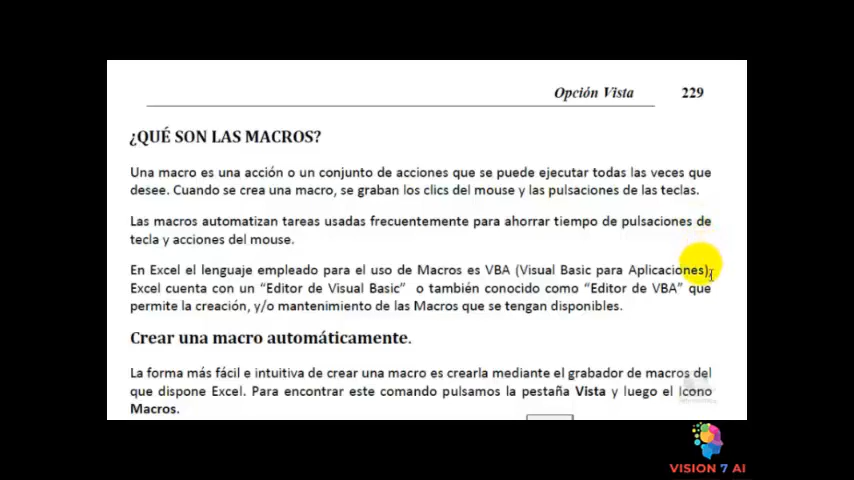 Opción Vista 229
¿QUÉ SON LAS MACROS?
Una macro es una acción o un conjunto de acciones que se puede ejecutar todas las veces que
desee. Cuando se crea una macro, se graban los clics del mouse y las pulsaciones de las teclas.
Las macros automatizan tareas usadas frecuentemente para ahorrar tiempo de pulsaciones de
tecla y acciones del mouse.
En Excel el lenguaje empleado para el uso de Macros es VBA (Visual Basic para Aplicaciones),
Excel cuenta con un “Editor de Visual Basic” o también conocido como “Editor de VBA” que
permite la creación, y/o mantenimiento de las Macros que se tengan disponibles.
Crear una macro automáticamente.
La forma más fácil e intuitiva de crear una macro es crearla mediante el grabador de macros del
que dispone Excel. Para encontrar este comando pulsamos la pestaña Vista y luego el Icono
Macros.
VISION 7 AI